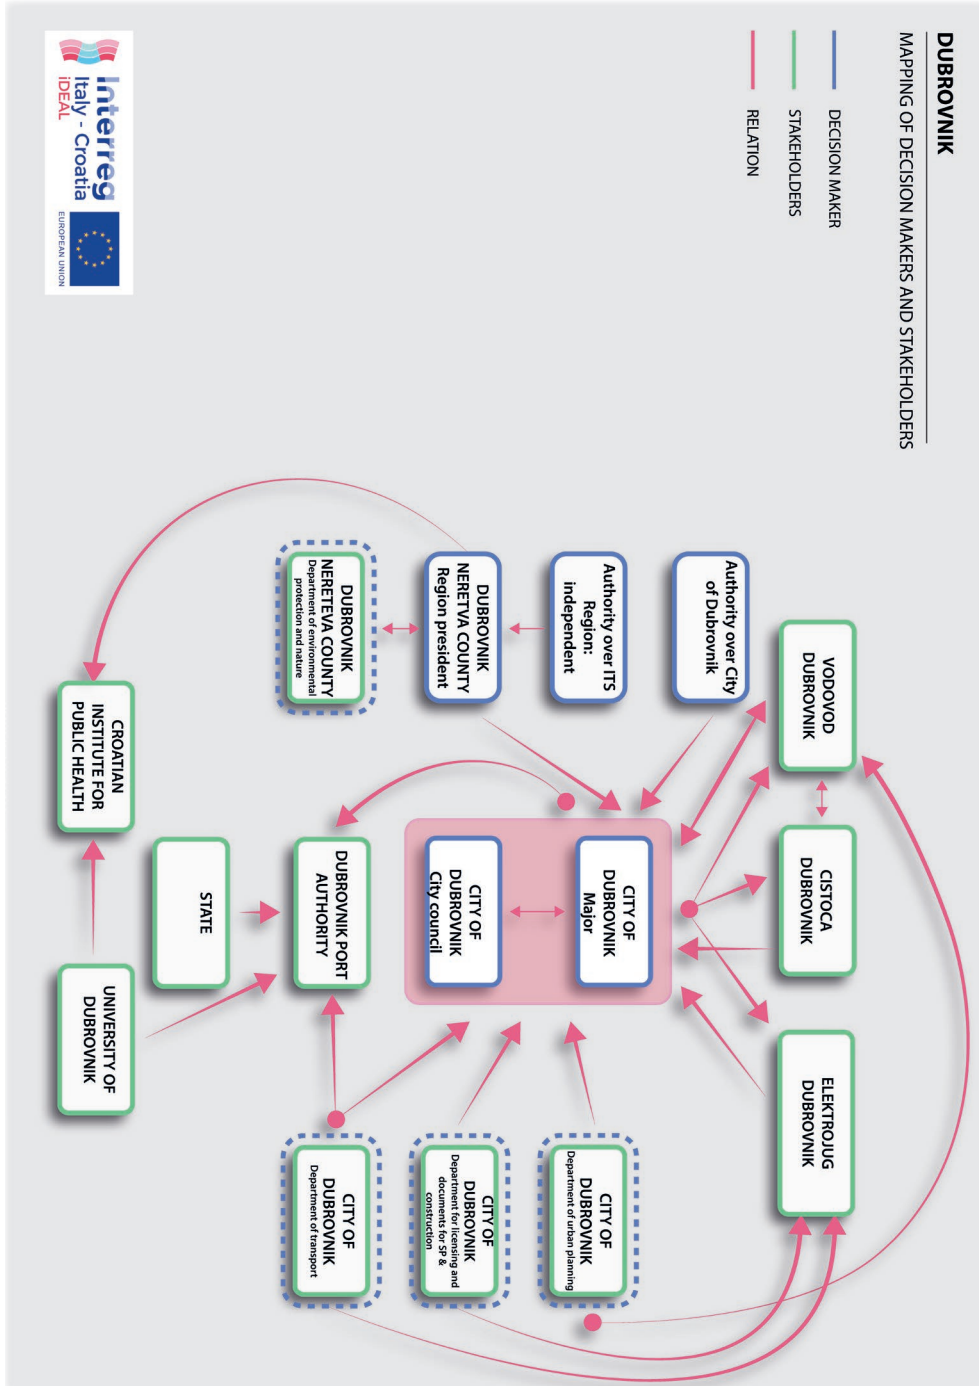 DUBROVNIK
MAPPING OF DECISION MAKERS AND STAKEHOLDERS
DECISION MAKER
STAKEHOLDERS
RELATION
VODOVOD
DUBROVNIK
CISTOCA
DUBROVNIK
ELEKTROJUG
DUBROVNIK
Authority over City
of Dubrovnik
Authority over ITS
Region:
independent
DUBROVNIK
NERETVA COUNTY
Region president
DUBROVNIK
NERETEVA COUNTY
Department of environmental
protection and nature
CITY OF
DUBROVNIK
Major
CITY OF
DUBROVNIK
City council
CITY OF
DUBROVNIK
Department of urban planning
CITY OF
DUBROVNIK
Department for licensing and
documents for SP &
construction
CITY OF
DUBROVNIK
Department of transport
DUBROVNIK PORT
AUTHORITY
STATE
CROATIAN
INSTITUTE FOR
PUBLIC HEALTH
UNIVERSITY OF
DUBROVNIK
Interreg
Italy - Croatia
iDEAL
EUROPEAN UNION